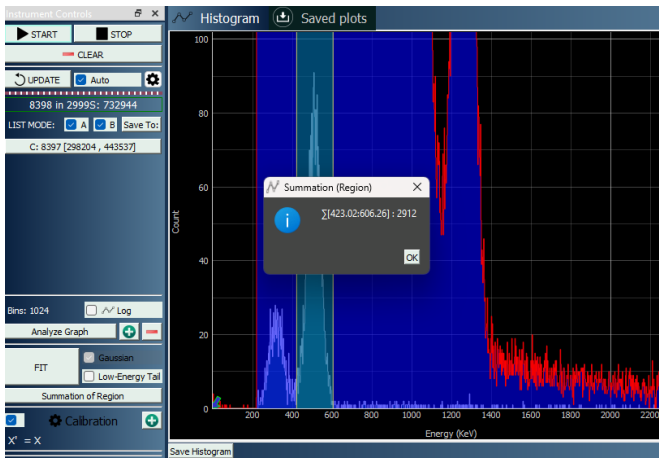 Instrument Controls
START STOP
CLEAR
UPDATE Auto
8398 in 2999S: 732944
LIST MODE: A B Save To:
C: 8397 [298204 , 443537]
Bins: 1024 Log
Analyze Graph
FIT Gaussian
Low-Energy Tail
Summation of Region
Calibration
X' = X
Histogram Saved plots
100
80
60
40
20
0
Count
200 400 600 800 1000 1200 1400 1600 1800 2000 2200
Energy (KeV)
Summation (Region)
∑[423.02:606.26] : 2912
OK
Save Histogram